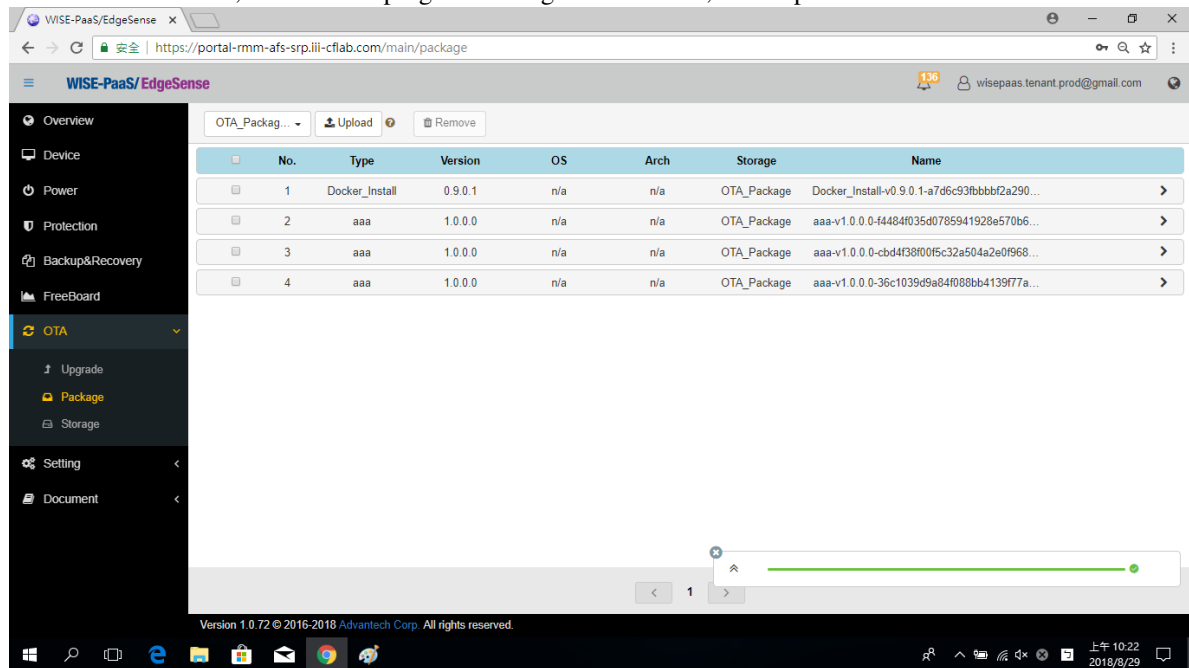 WISE-PaaS/EdgeSense
安全 | https://portal-rmm-afs-srp.iii-cflab.com/main/package
WISE-PaaS/EdgeSense
136
wisepaas.tenant.prod@gmail.com
Overview
Device
Power
Protection
Backup&Recovery
FreeBoard
OTA
Upgrade
Package
Storage
Setting
Document
OTA_Packag... Upload Remove
No. Type Version OS Arch Storage Name
1 Docker_Install 0.9.0.1 n/a n/a OTA_Package Docker_Install-v0.9.0.1-a7d6c93fbbbbf2a290...
2 aaa 1.0.0.0 n/a n/a OTA_Package aaa-v1.0.0.0-f4484f035d0785941928e570b6...
3 aaa 1.0.0.0 n/a n/a OTA_Package aaa-v1.0.0.0-cbd4f38f00f5c32a504a2e0f968...
4 aaa 1.0.0.0 n/a n/a OTA_Package aaa-v1.0.0.0-36c1039d9a84f088bb4139f77a...
< 1 >
Version 1.0.72 © 2016-2018 Advantech Corp. All rights reserved.
上午 10:22
2018/8/29